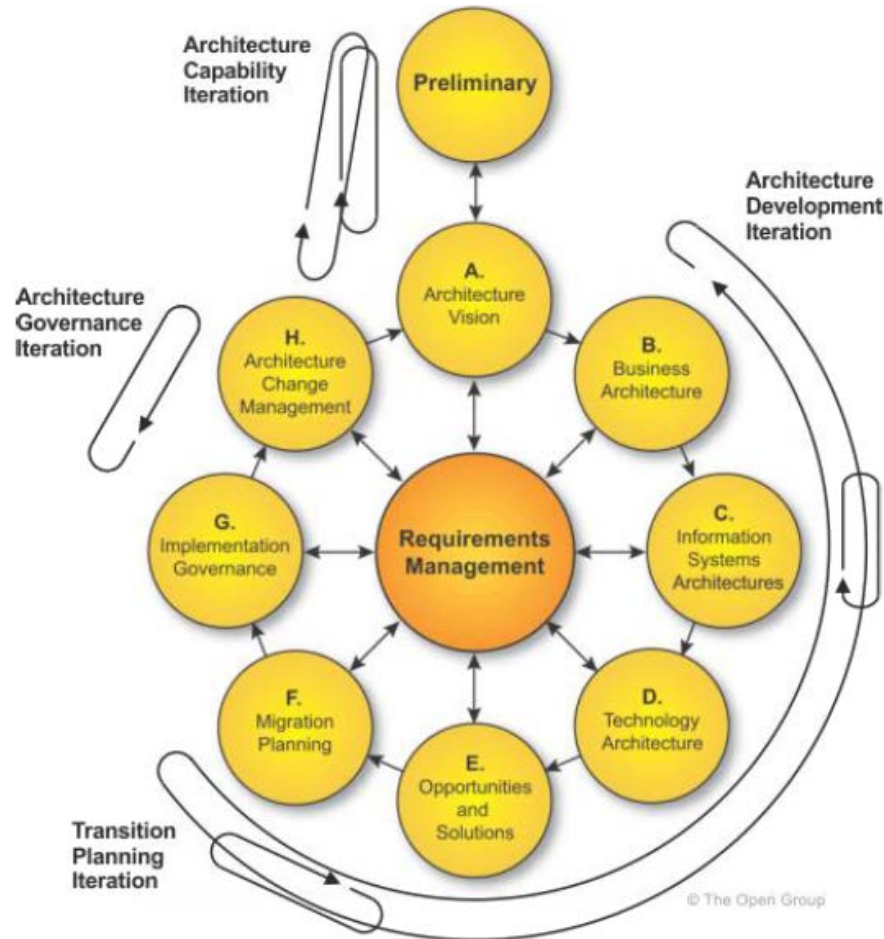 Architecture
Capability
Iteration
Preliminary
Architecture
Development
Iteration
A.
Architecture
Vision
Architecture
Governance
Iteration
H.
Architecture
Change
Management
B.
Business
Architecture
G.
Implementation
Governance
Requirements
Management
C.
Information
Systems
Architectures
F.
Migration
Planning
D.
Technology
Architecture
E.
Opportunities
and
Solutions
Transition
Planning
Iteration
© The Open Group